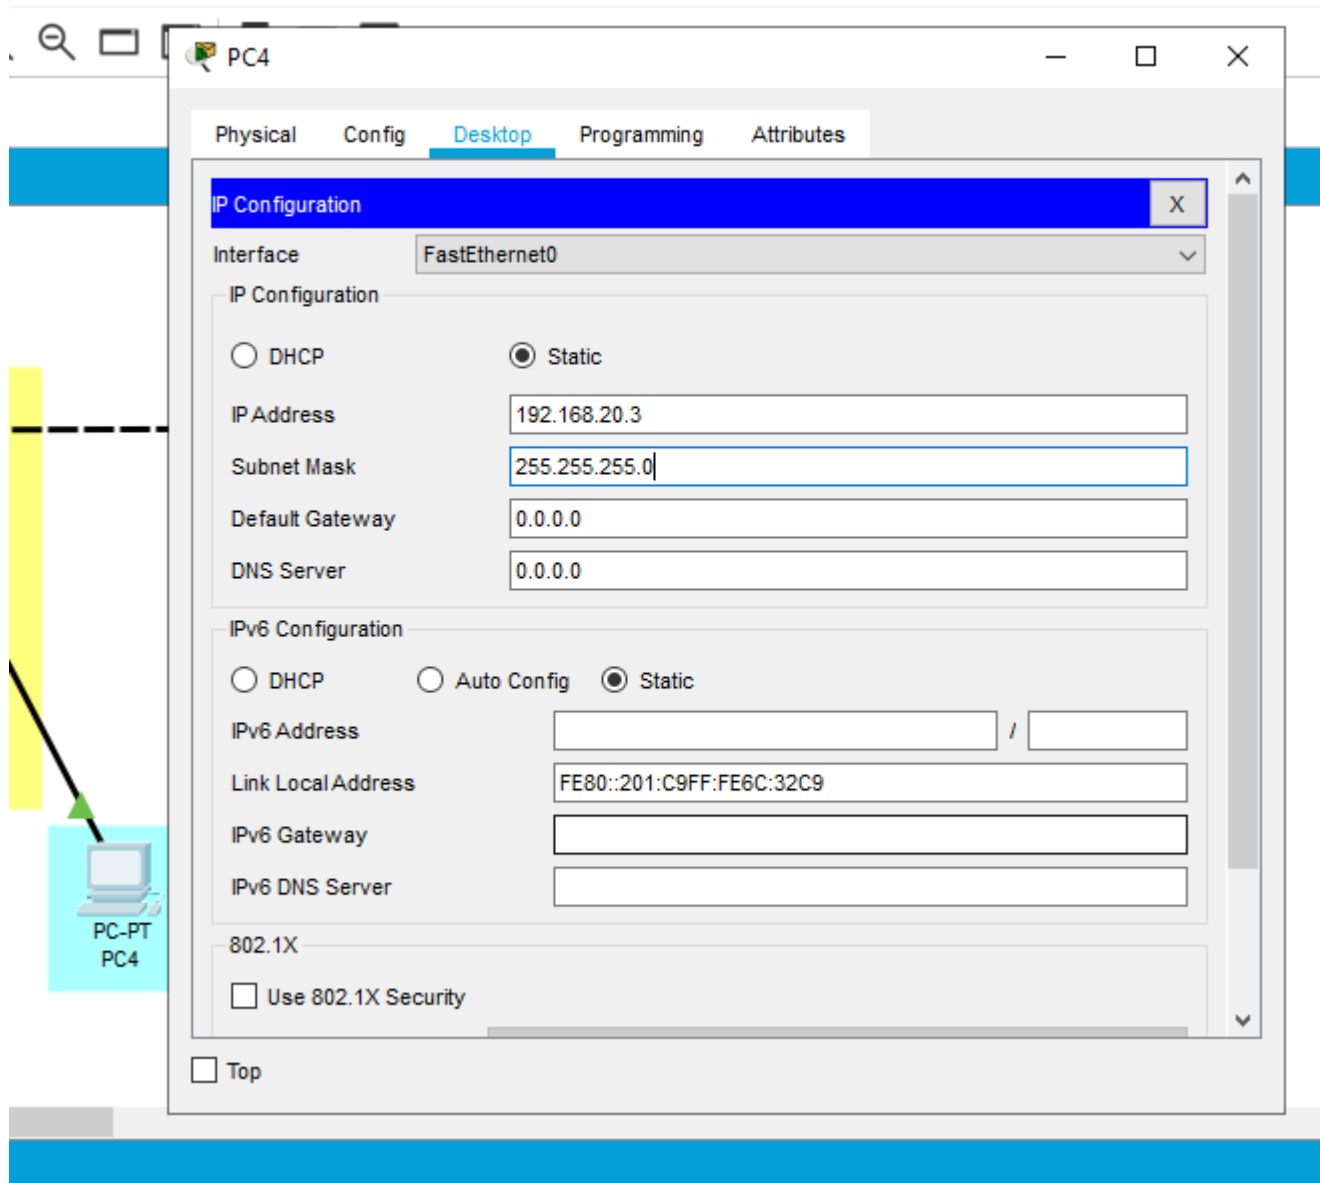 PC4
Physical Config Desktop Programming Attributes
IP Configuration X
Interface FastEthernet0
IP Configuration
DHCP Static
IP Address 192.168.20.3
Subnet Mask 255.255.255.0
Default Gateway 0.0.0.0
DNS Server 0.0.0.0
IPv6 Configuration
DHCP Auto Config Static
IPv6 Address /
Link Local Address FE80::201:C9FF:FE6C:32C9
IPv6 Gateway
IPv6 DNS Server
802.1X
Use 802.1X Security
Top
PC-PT
PC4